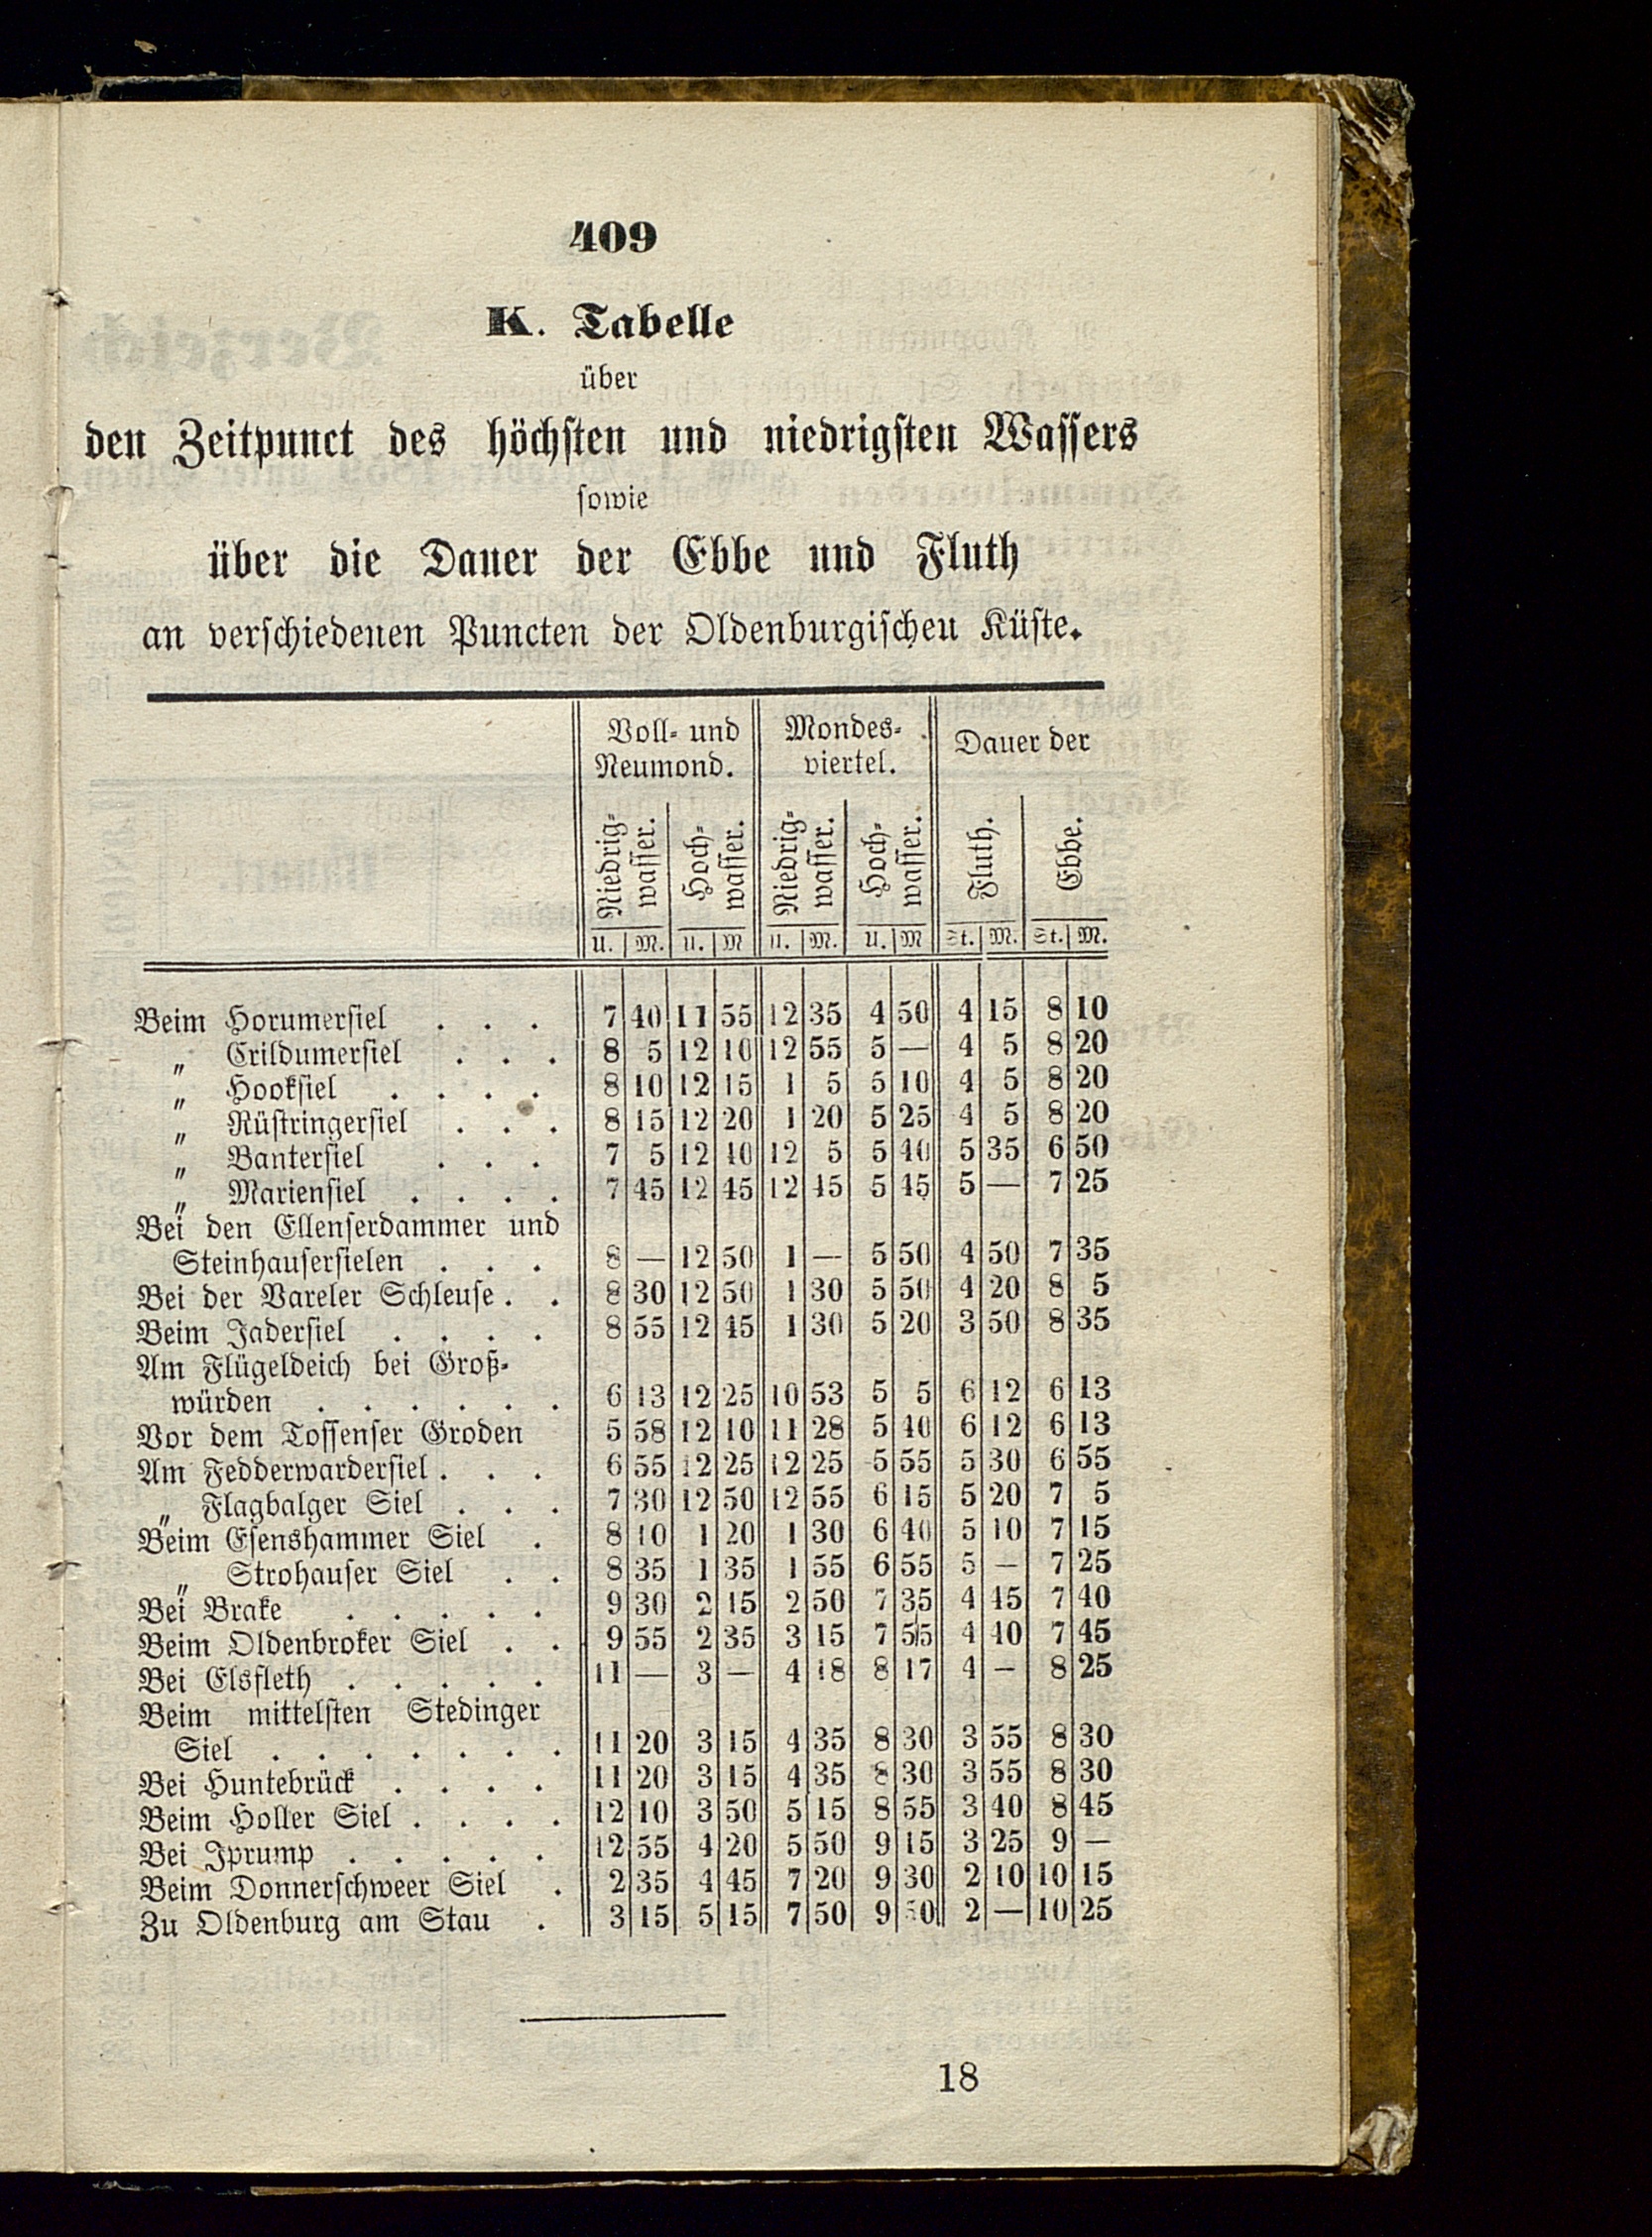 409
K. Tabelle
über
den Zeitpunct des höchsten und niedrigsten Wassers
sowie
über die Dauer der Ebbe und Fluth
an verschiedenen Puncten der Oldenburgischen Küste.
Voll- und Neumond. Mondes-viertel. Dauer der
Niedrig-wasser. Hoch-wasser. Niedrig-wasser. Hoch-wasser. Fluth. Ebbe.
U. M. U. M U. M. U. M St. M. St. M.
Beim Horumersiel . . . 7 40 11 55 12 35 4 50 4 15 8 10
„ Crildumersiel . . . 8 5 12 10 12 55 5 — 4 5 8 20
„ Hooksiel . . . . 8 10 12 15 1 5 5 10 4 5 8 20
„ Rüstringersiel . . . 8 15 12 20 1 20 5 25 4 5 8 20
„ Bantersiel . . . 7 5 12 40 12 5 5 40 5 35 6 50
„ Mariensiel . . . . 7 45 12 45 12 45 5 45 5 — 7 25
Bei den Ellenserdammer und
Steinhausersielen . . . 8 — 12 50 1 — 5 50 4 50 7 35
Bei der Vareler Schleuse . . 8 30 12 50 1 30 5 50 4 20 8 5
Beim Jadersiel . . . . 8 55 12 45 1 30 5 20 3 50 8 35
Am Flügeldeich bei Groß-
würden . . . . . . 6 13 12 25 10 53 5 5 6 12 6 13
Vor dem Tossenser Groden 5 58 12 10 11 28 5 40 6 12 6 13
Am Fedderwardersiel . . . 6 55 12 25 12 25 5 55 5 30 6 55
„ Flagbalger Siel . . . 7 30 12 50 12 55 6 15 5 20 7 5
Beim Esenshammer Siel . 8 10 1 20 1 30 6 40 5 10 7 15
„ Strohauser Siel . . 8 35 1 35 1 55 6 55 5 — 7 25
Bei Brake . . . . . 9 30 2 15 2 50 7 35 4 45 7 40
Beim Oldenbroker Siel . . 9 55 2 35 3 15 7 55 4 40 7 45
Bei Elsfleth . . . . . 11 — 3 — 4 18 8 17 4 — 8 25
Beim mittelsten Stedinger
Siel . . . . . . . 11 20 3 15 4 35 8 30 3 55 8 30
Bei Huntebrück . . . . 11 20 3 15 4 35 8 30 3 55 8 30
Beim Holler Siel . . . . 12 10 3 50 5 15 8 55 3 40 8 45
Bei Iprump . . . . . 12 55 4 20 5 50 9 15 3 25 9 —
Beim Donnerschweer Siel . 2 35 4 45 7 20 9 30 2 10 10 15
Zu Oldenburg am Stau . 3 15 5 15 7 50 9 50 2 — 10 25
18